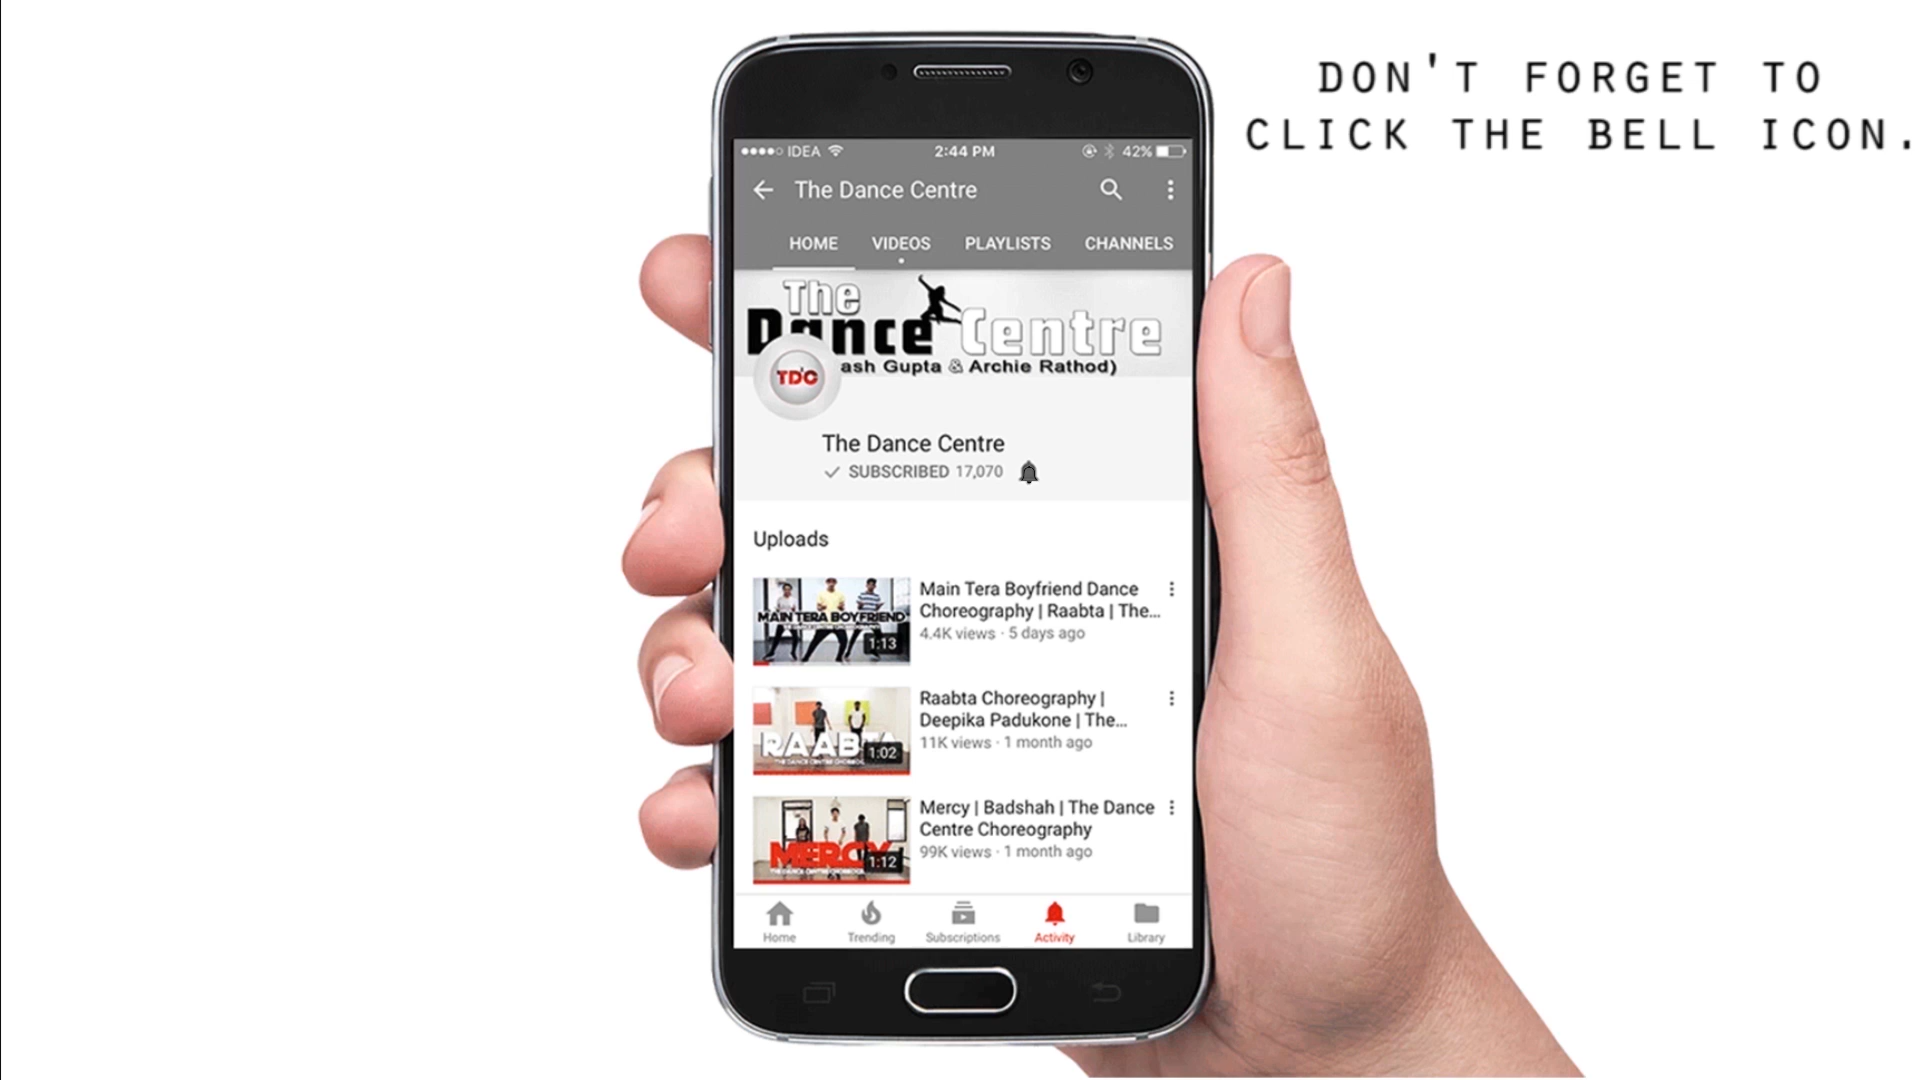 DON'T FORGET TO
CLICK THE BELL ICON.
IDEA 2:44 PM 42%
The Dance Centre
HOME VIDEOS PLAYLISTS CHANNELS
The
Dance Centre
ash Gupta & Archie Rathod)
TDC
The Dance Centre
SUBSCRIBED 17,070
Uploads
MAIN TERA BOYFRIEND
1:13
Main Tera Boyfriend Dance
Choreography | Raabta | The...
4.4K views · 5 days ago
RAABTA
1:02
Raabta Choreography |
Deepika Padukone | The...
11K views · 1 month ago
MERCY
1:12
Mercy | Badshah | The Dance
Centre Choreography
99K views · 1 month ago
Home Trending Subscriptions Activity Library